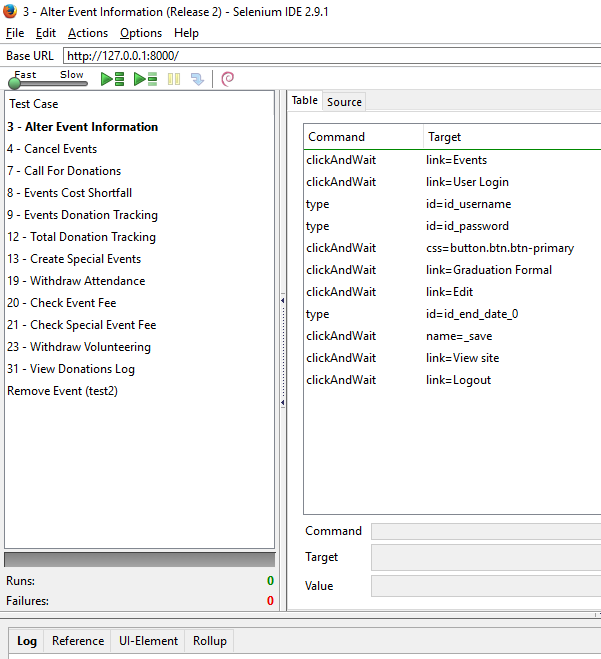 3 - Alter Event Information (Release 2) - Selenium IDE 2.9.1
File Edit Actions Options Help
Base URL http://127.0.0.1:8000/
Fast Slow
Test Case
3 - Alter Event Information
4 - Cancel Events
7 - Call For Donations
8 - Events Cost Shortfall
9 - Events Donation Tracking
12 - Total Donation Tracking
13 - Create Special Events
19 - Withdraw Attendance
20 - Check Event Fee
21 - Check Special Event Fee
23 - Withdraw Volunteering
31 - View Donations Log
Remove Event (test2)
Runs: 0
Failures: 0
Table Source
Command Target
clickAndWait link=Events
clickAndWait link=User Login
type id=id_username
type id=id_password
clickAndWait css=button.btn.btn-primary
clickAndWait link=Graduation Formal
clickAndWait link=Edit
type id=id_end_date_0
clickAndWait name=_save
clickAndWait link=View site
clickAndWait link=Logout
Command
Target
Value
Log Reference UI-Element Rollup